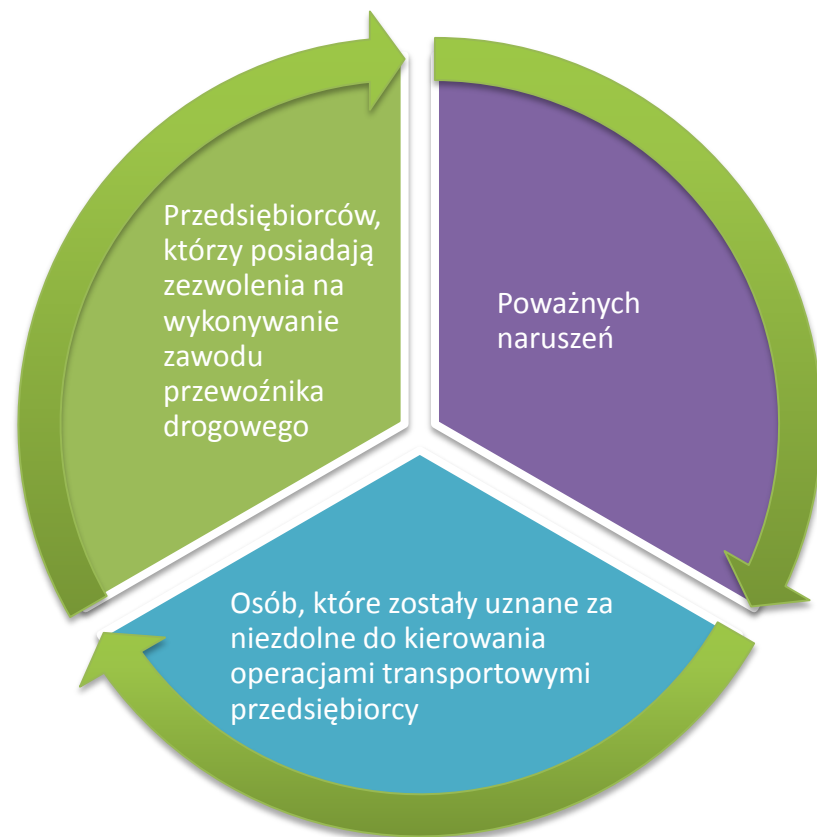 Przedsiębiorców,
którzy posiadają
zezwolenia na
wykonywanie
zawodu
przewoźnika
drogowego
Poważnych
naruszeń
Osób, które zostały uznane za
niezdolne do kierowania
operacjami transportowymi
przedsiębiorcy